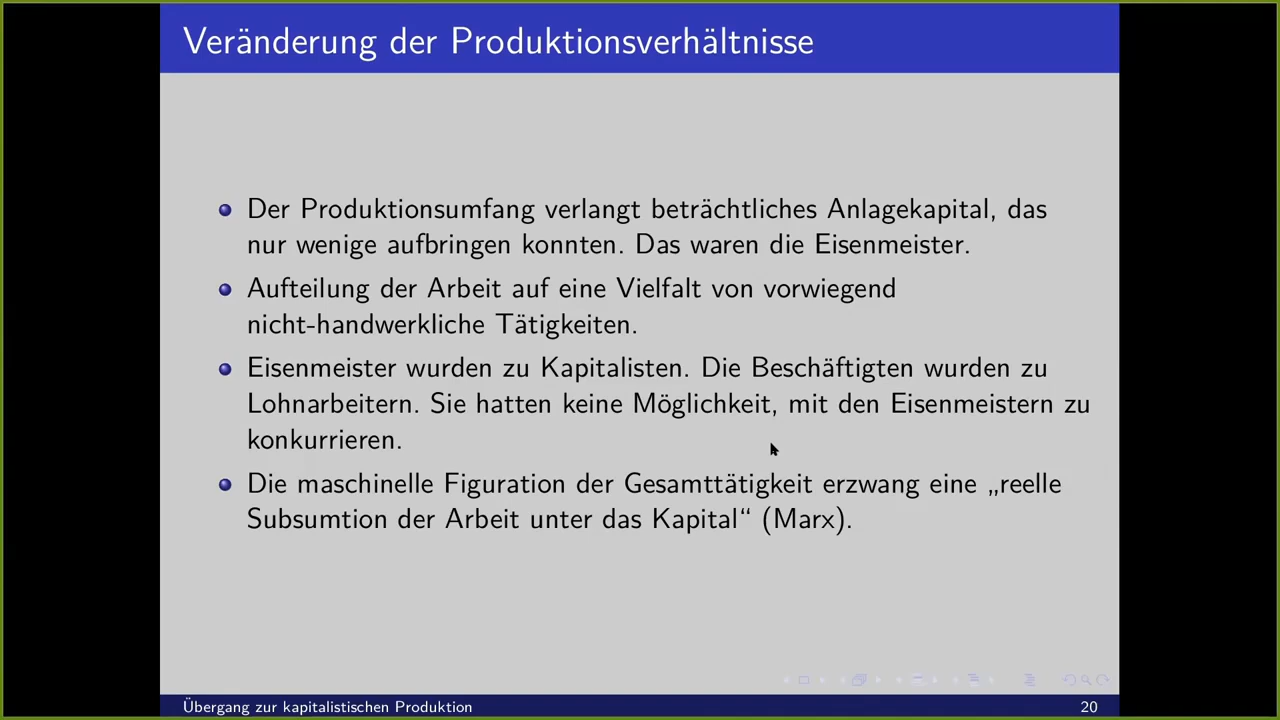 Veränderung der Produktionsverhältnisse
Der Produktionsumfang verlangt beträchtliches Anlagekapital, das
nur wenige aufbringen konnten. Das waren die Eisenmeister.
Aufteilung der Arbeit auf eine Vielfalt von vorwiegend
nicht-handwerkliche Tätigkeiten.
Eisenmeister wurden zu Kapitalisten. Die Beschäftigten wurden zu
Lohnarbeitern. Sie hatten keine Möglichkeit, mit den Eisenmeistern zu
konkurrieren.
Die maschinelle Figuration der Gesamttätigkeit erzwang eine „reelle
Subsumtion der Arbeit unter das Kapital“ (Marx).
Übergang zur kapitalistischen Produktion
20